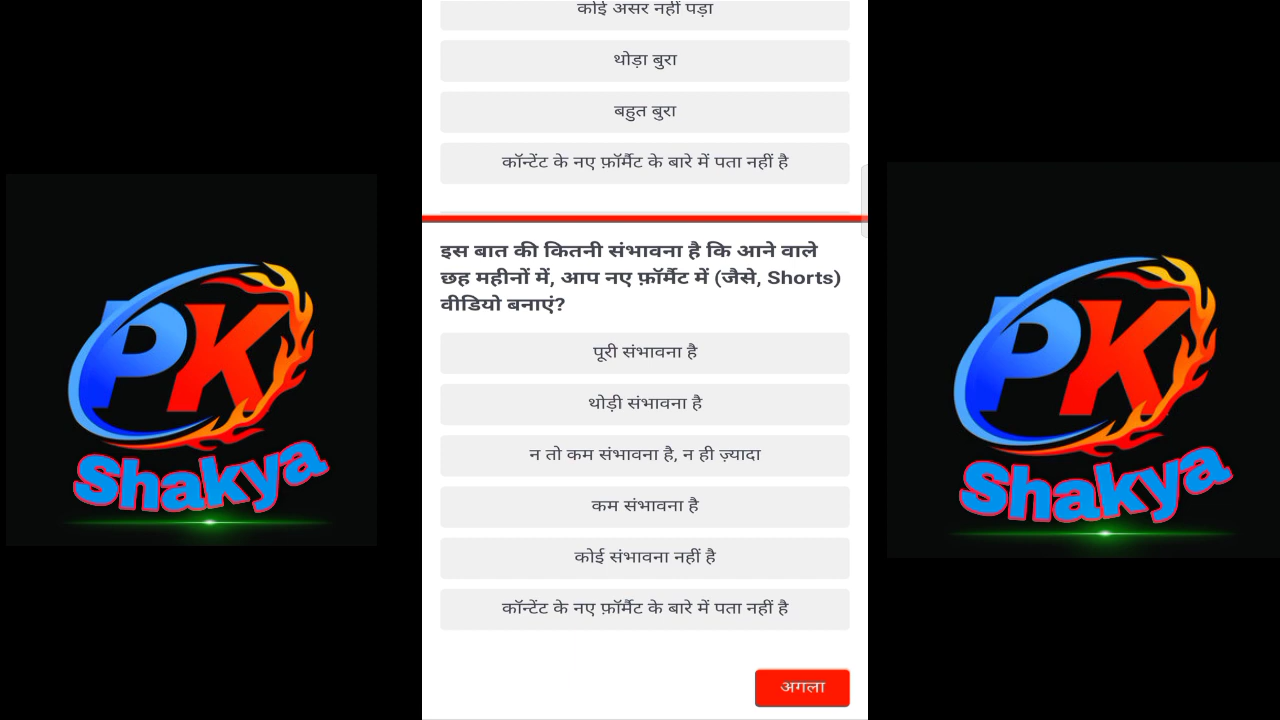 कोई असर नहीं पड़ा
थोड़ा बुरा
बहुत बुरा
कॉन्टेंट के नए फ़ॉर्मैट के बारे में पता नहीं है
इस बात की कितनी संभावना है कि आने वाले
छह महीनों में, आप नए फ़ॉर्मैट में (जैसे, Shorts)
वीडियो बनाएं?
पूरी संभावना है
थोड़ी संभावना है
न तो कम संभावना है, न ही ज़्यादा
कम संभावना है
कोई संभावना नहीं है
कॉन्टेंट के नए फ़ॉर्मैट के बारे में पता नहीं है
अगला
PK
Shakya
PK
Shakya